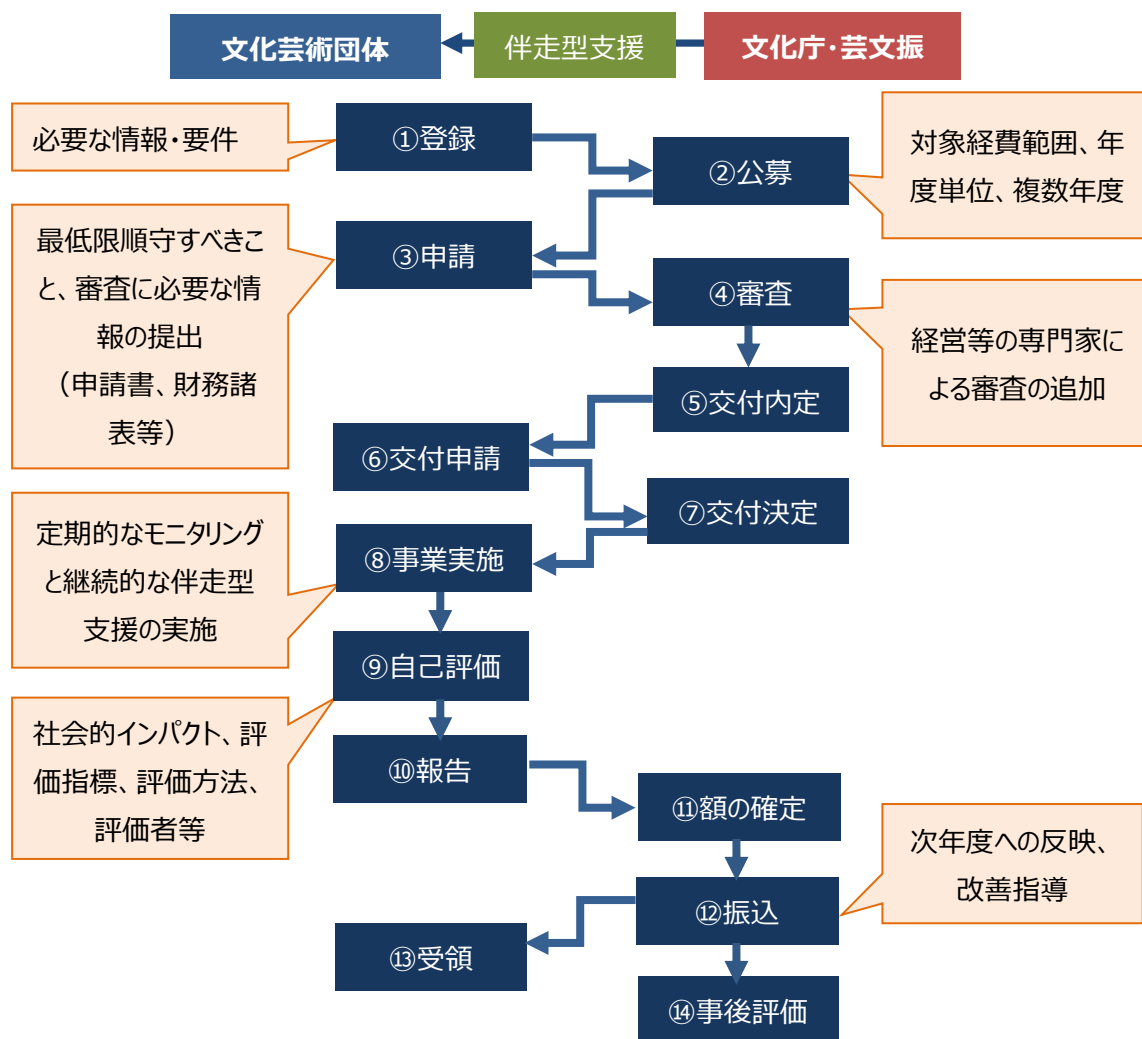 文化芸術団体
伴走型支援
文化庁・芸文振
必要な情報・要件
①登録
②公募
対象経費範囲、年
度単位、複数年度
最低限順守すべきこ
と、審査に必要な情
報の提出
（申請書、財務諸
表等）
③申請
④審査
経営等の専門家に
よる審査の追加
⑤交付内定
⑥交付申請
⑦交付決定
定期的なモニタリング
と継続的な伴走型
支援の実施
⑧事業実施
⑨自己評価
社会的インパクト、評
価指標、評価方法、
評価者等
⑩報告
⑪額の確定
次年度への反映、
改善指導
⑫振込
⑬受領
⑭事後評価